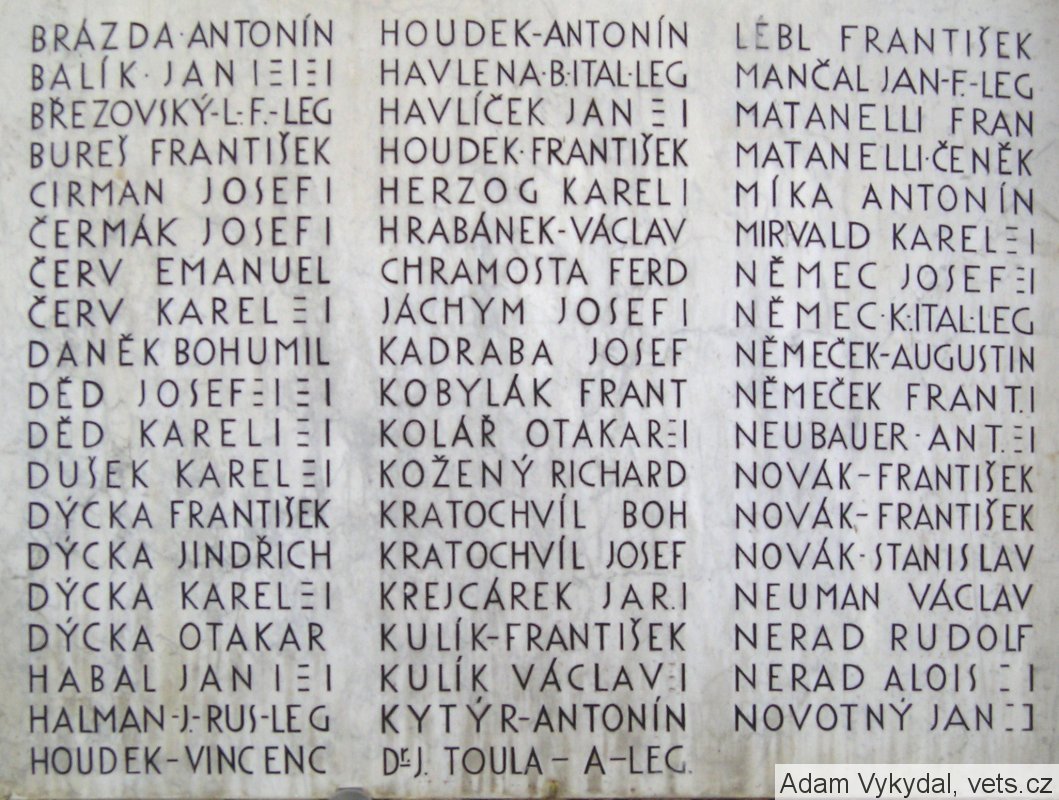 BRÁZDA·ANTONÍN
BALÍK·JAN
BŘEZOVSKÝ-L.-F.-LEG
BUREŠ FRANTIŠEK
CIRMAN JOSEF I
ČERMÁK JOSEF I
ČERV EMANUEL
ČERV KAREL Ξ I
DANĚK BOHUMIL
DĚD JOSEF Ξ I Ξ I
DĚD KAREL I Ξ Ξ I
DUŠEK KAREL Ξ I
DÝCKA FRANTIŠEK
DÝCKA JINDŘICH
DÝCKA KAREL Ξ I
DÝCKA OTAKAR
HABAL JAN I Ξ I
HALMAN-J.-RUS-LEG
HOUDEK-VINCENC
HOUDEK-ANTONÍN
HAVLENA·B·ITAL·LEG
HAVLÍČEK JAN Ξ I
HOUDEK·FRANTIŠEK
HERZOG KAREL I
HRABÁNEK-VÁCLAV
CHRAMOSTA FERD
JÁCHYM JOSEF I
KADRABA JOSEF
KOBYLÁK FRANT
KOLÁŘ OTAKAR Ξ I
KOŽENÝ RICHARD
KRATOCHVÍL BOH
KRATOCHVÍL JOSEF
KREJCÁREK JAR. I
KULÍK-FRANTIŠEK
KULÍK VÁCLAV Ξ I
KYTÝR-ANTONÍN
Dr. J. TOULA – A–LEG.
LÉBL FRANTIŠEK
MANČAL JAN-F.-LEG
MATANELLI FRAN
MATANELLI·ČENĚK
MÍKA ANTONÍN
MIRVALD KAREL Ξ I
NĚMEC JOSEF Ξ I
NĚMEC·K.·ITAL·LEG
NĚMEČEK-AUGUSTIN
NĚMEČEK FRANT. I
NEUBAUER·ANT. Ξ I
NOVÁK-FRANTIŠEK
NOVÁK-FRANTIŠEK
NOVÁK·STANISLAV
NEUMAN VÁCLAV
NERAD RUDOLF
NERAD ALOIS
NOVOTNÝ JAN
Adam Vykydal, vets.cz